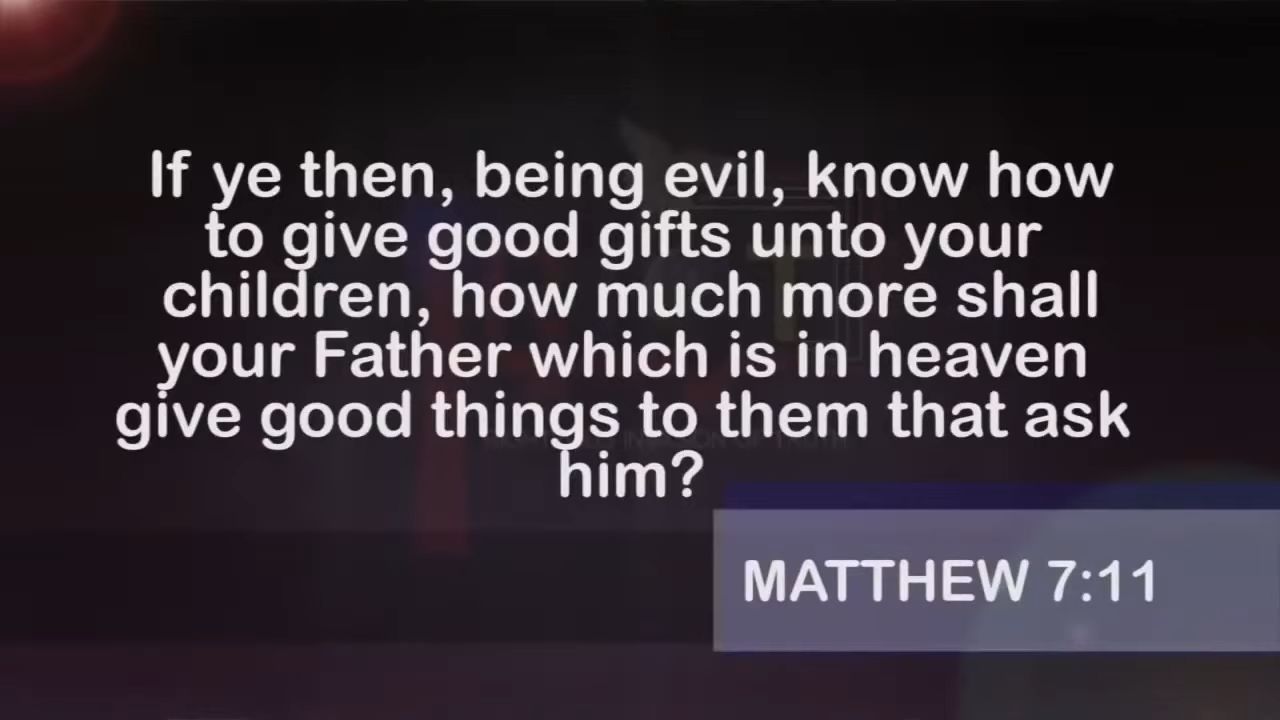 If ye then, being evil, know how
to give good gifts unto your
children, how much more shall
your Father which is in heaven
give good things to them that ask
him?
MATTHEW 7:11